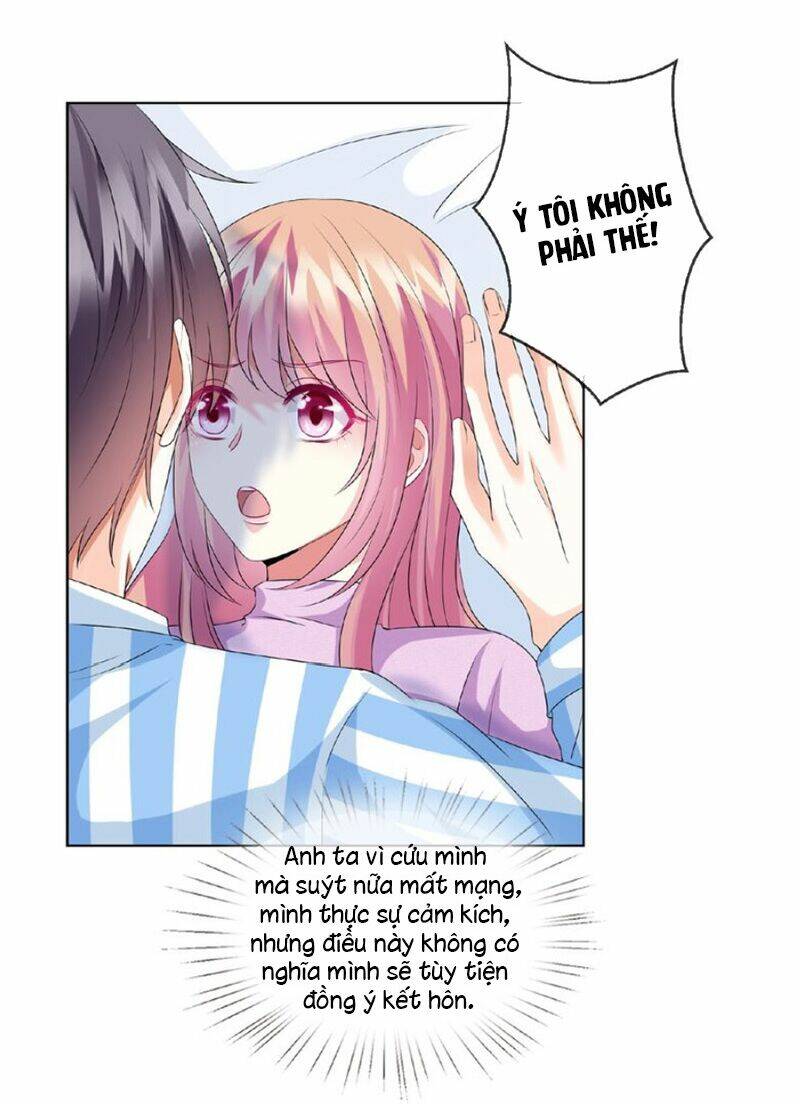 Ý TÔI KHÔNG
PHẢI THẾ!
Anh ta vì cứu mình
mà suýt nữa mất mạng,
mình thực sự cảm kích,
nhưng điều này không có
nghĩa mình sẽ tùy tiện
đồng ý kết hôn.